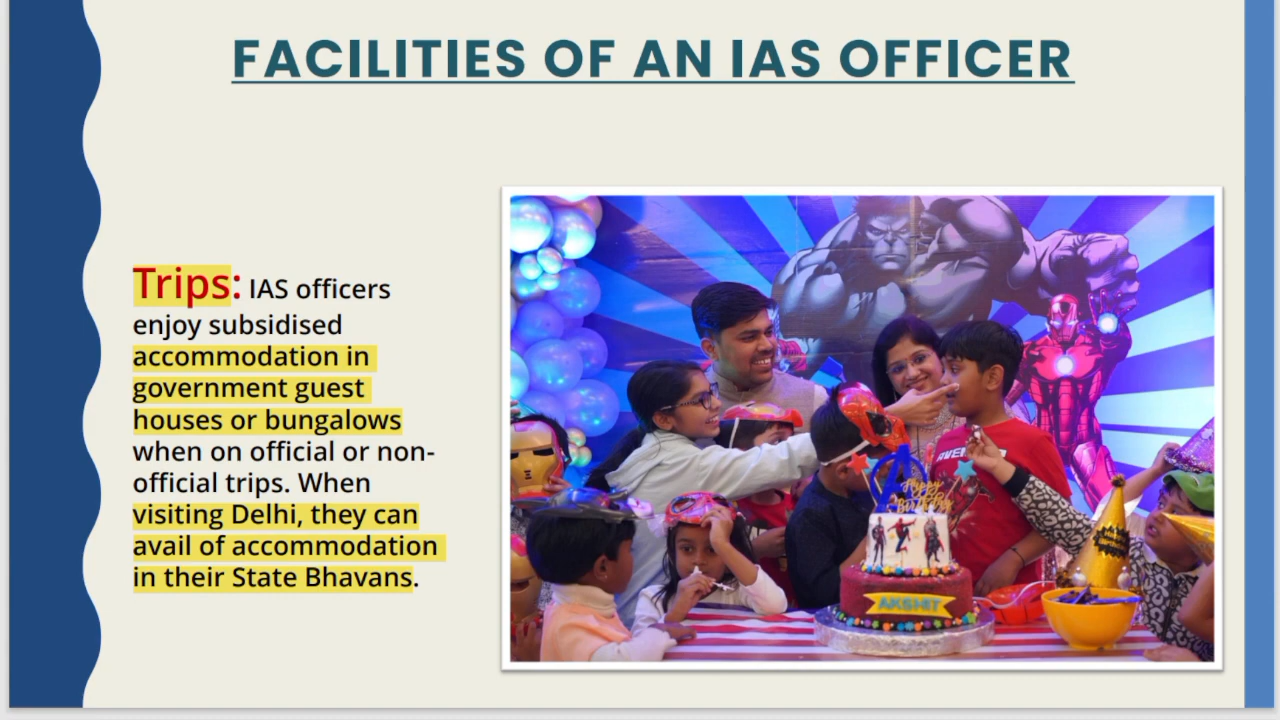 FACILITIES OF AN IAS OFFICER
Trips: IAS officers
enjoy subsidised
accommodation in
government guest
houses or bungalows
when on official or non-
official trips. When
visiting Delhi, they can
avail of accommodation
in their State Bhavans.
Happy
Birthday
AKSHIT